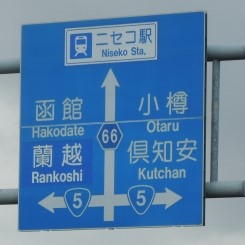 ニセコ駅
Niseko Sta.
函館
Hakodate
小樽
Otaru
66
蘭越
Rankoshi
倶知安
Kutchan
5
5